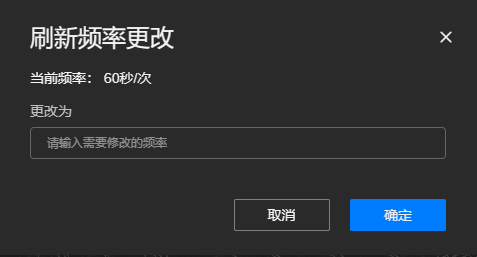 刷新频率更改
当前频率： 60秒/次
更改为
请输入需要修改的频率
取消
确定